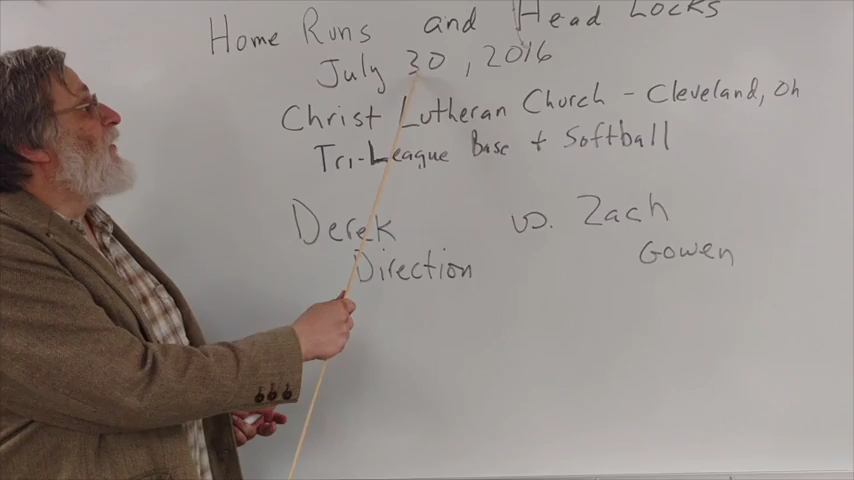 Home Runs and Head Locks
July 30, 2016
Christ Lutheran Church - Cleveland, Oh
Tri-League Base + Softball
Derek vs. Zach
Direction Gowen